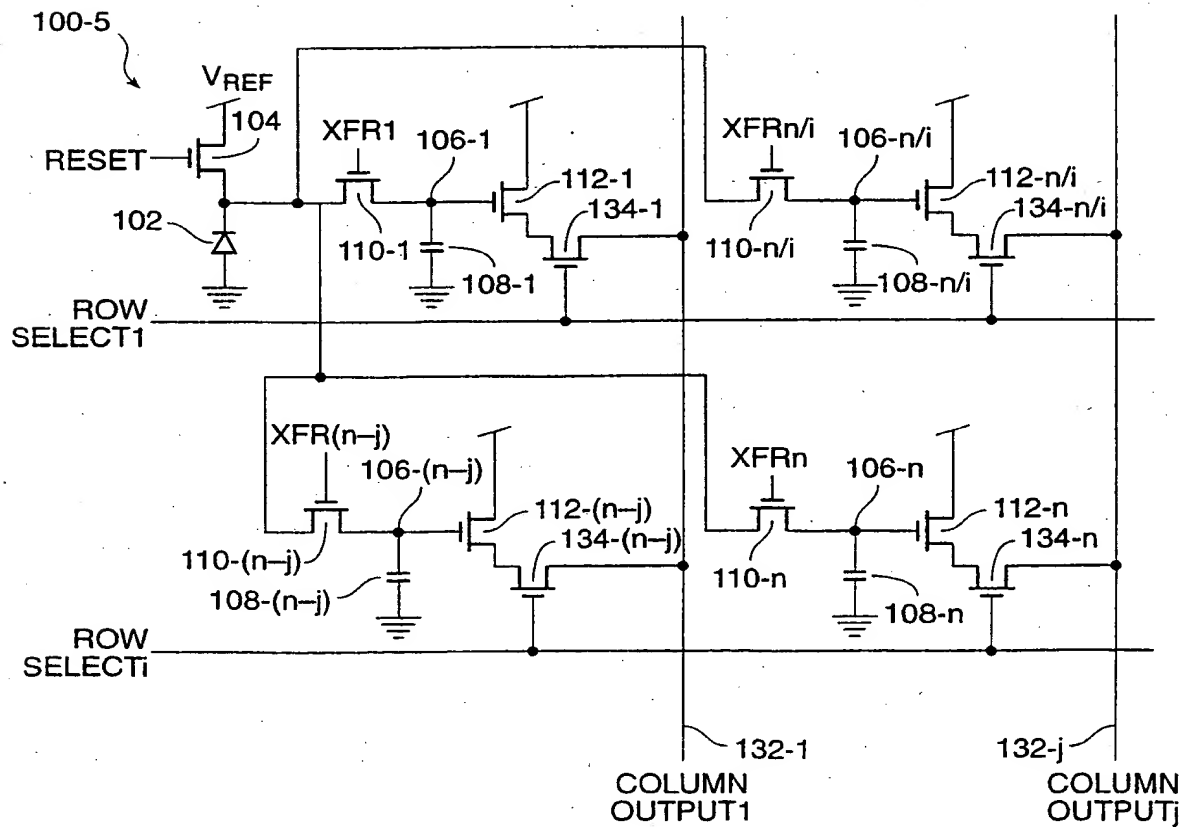 100-5
VREF
104
RESET
XFR1
106-1
112-1
134-1
XFRn/i
106-n/i
112-n/i
134-n/i
102
110-1
108-1
110-n/i
108-n/i
ROW
SELECT1
XFR(n–j)
106-(n–j)
112-(n–j)
134-(n–j)
XFRn
106-n
112-n
134-n
110-(n–j)
108-(n–j)
110-n
108-n
ROW
SELECTi
132-1
132-j
COLUMN
OUTPUT1
COLUMN
OUTPUTj